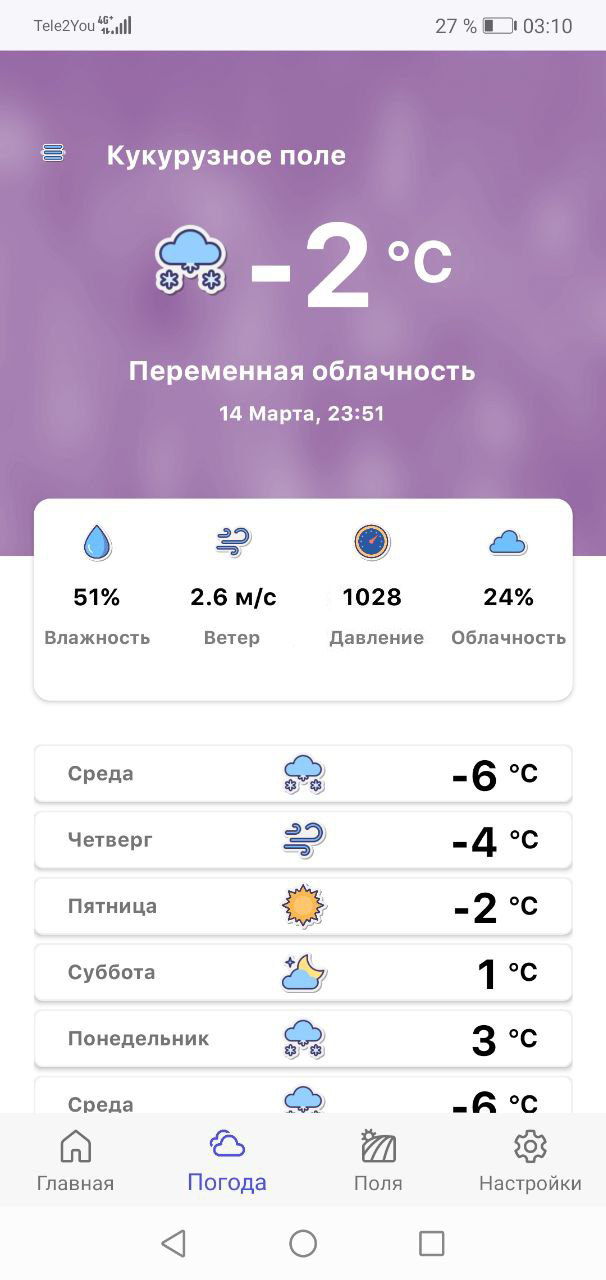 Tele2You 4G+ 27 % 03:10
Кукурузное поле
-2 °C
Переменная облачность
14 Марта, 23:51
51% 2.6 м/с 1028 24%
Влажность Ветер Давление Облачность
Среда -6 °C
Четверг -4 °C
Пятница -2 °C
Суббота 1 °C
Понедельник 3 °C
Среда -6 °C
Главная Погода Поля Настройки